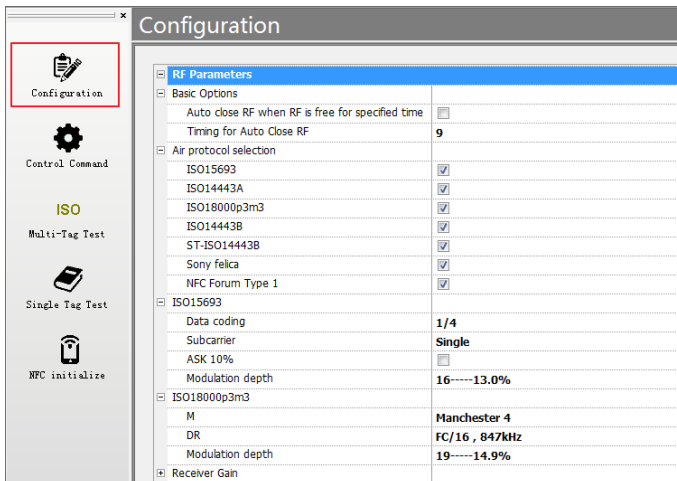 Configuration
Configuration
Control Command
ISO
Multi-Tag Test
Single Tag Test
NFC initialize
RF Parameters
Basic Options
Auto close RF when RF is free for specified time
Timing for Auto Close RF 9
Air protocol selection
ISO15693
ISO14443A
ISO18000p3m3
ISO14443B
ST-ISO14443B
Sony felica
NFC Forum Type 1
ISO15693
Data coding 1/4
Subcarrier Single
ASK 10%
Modulation depth 16-----13.0%
ISO18000p3m3
M Manchester 4
DR FC/16 , 847kHz
Modulation depth 19-----14.9%
Receiver Gain